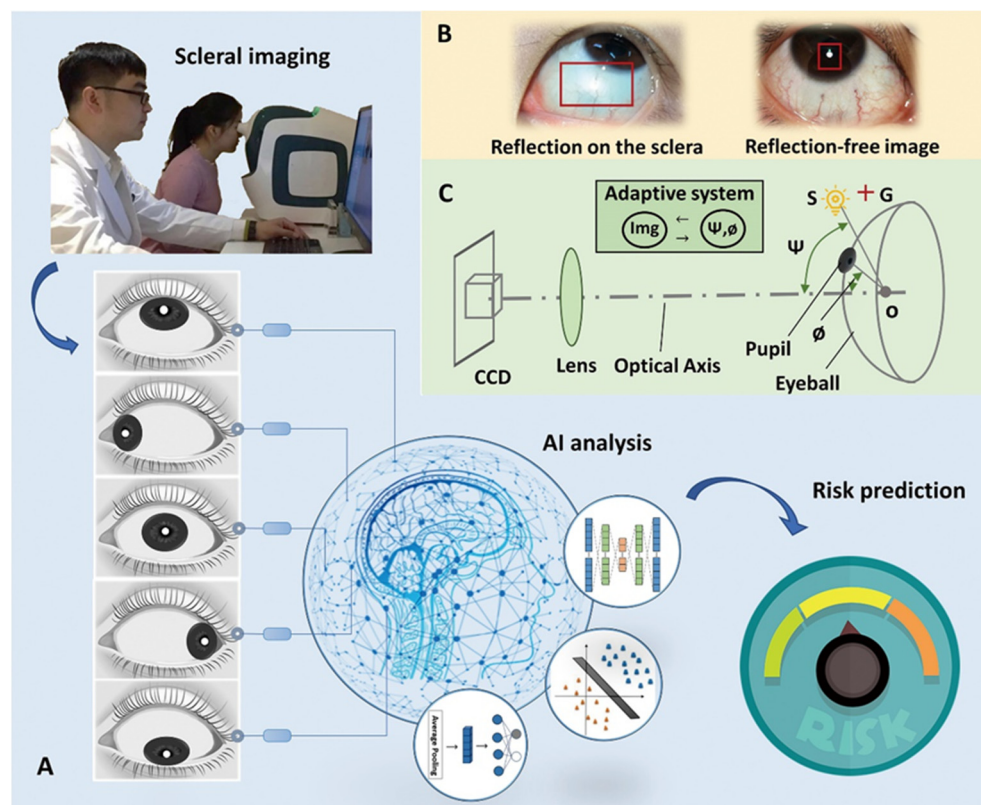 Scleral imaging
B
Reflection on the sclera
Reflection-free image
C
Adaptive system
Img
Ψ,ø
S
G
Ψ
O
ø
Pupil
Eyeball
CCD
Lens
Optical Axis
AI analysis
Risk prediction
Average Pooling
RISK
A